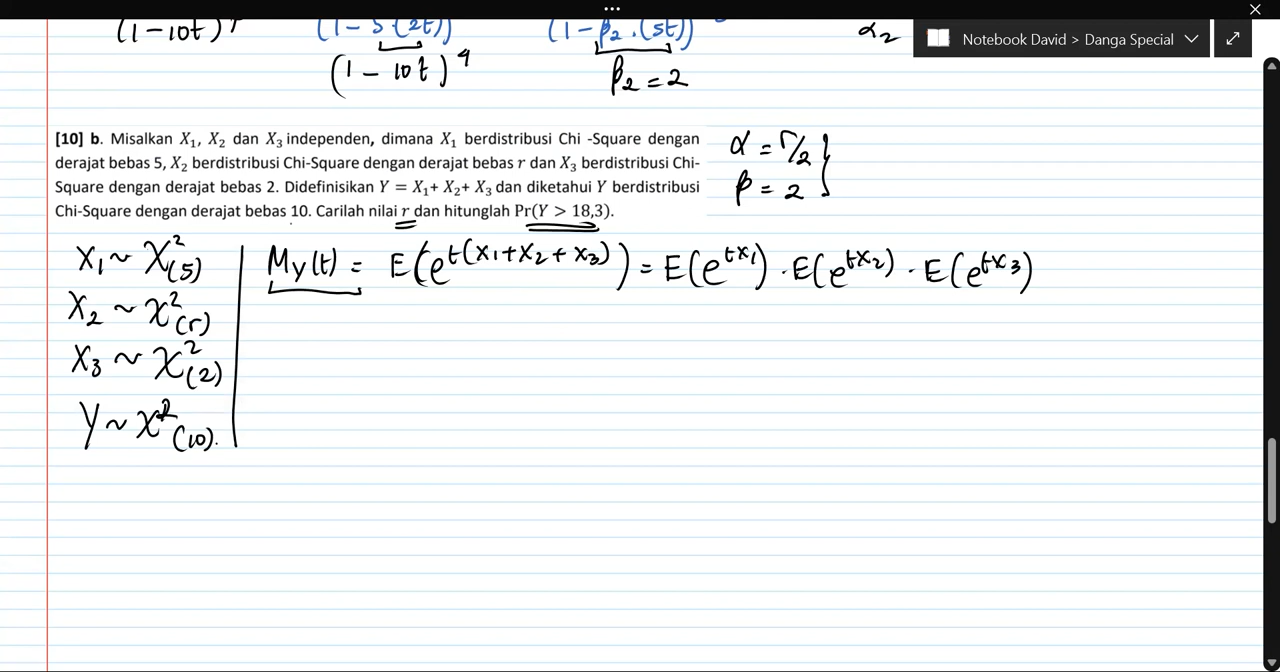 (1-10t)⁹ (1-5(2t)) (1-β₂.(5t)) α₂
Notebook David > Danga Special
(1 - 10t)⁹ β₂ = 2
[10] b. Misalkan X₁, X₂ dan X₃ independen, dimana X₁ berdistribusi Chi -Square dengan
derajat bebas 5, X₂ berdistribusi Chi-Square dengan derajat bebas r dan X₃ berdistribusi Chi-
Square dengan derajat bebas 2. Didefinisikan Y = X₁+ X₂+ X₃ dan diketahui Y berdistribusi
Chi-Square dengan derajat bebas 10. Carilah nilai r dan hitunglah Pr(Y > 18,3).
α = r/2
β = 2
X₁ ~ χ²(5)
X₂ ~ χ²(r)
X₃ ~ χ²(2)
Y ~ χ²(10).
My(t) = E(e^t(X₁+X₂+X₃)) = E(e^tX₁) . E(e^tX₂) . E(e^tX₃)